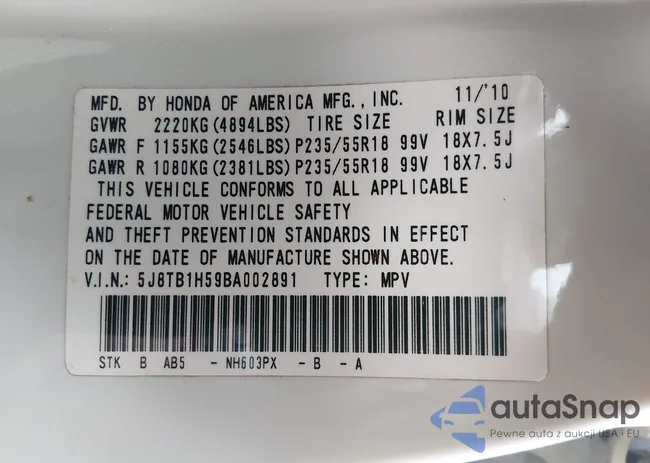 MFD. BY HONDA OF AMERICA MFG., INC. 11/'10
GVWR 2220KG (4894LBS) TIRE SIZE RIM SIZE
GAWR F 1155KG (2546LBS) P235/55R18 99V 18X7.5J
GAWR R 1080KG (2381LBS) P235/55R18 99V 18X7.5J
THIS VEHICLE CONFORMS TO ALL APPLICABLE
FEDERAL MOTOR VEHICLE SAFETY
AND THEFT PREVENTION STANDARDS IN EFFECT
ON THE DATE OF MANUFACTURE SHOWN ABOVE.
V.I.N.: 5J8TB1H59BA002891 TYPE: MPV
STK B AB5 - NH603PX - B - A
autaSnap
Pewne auta z aukcji USA i EU